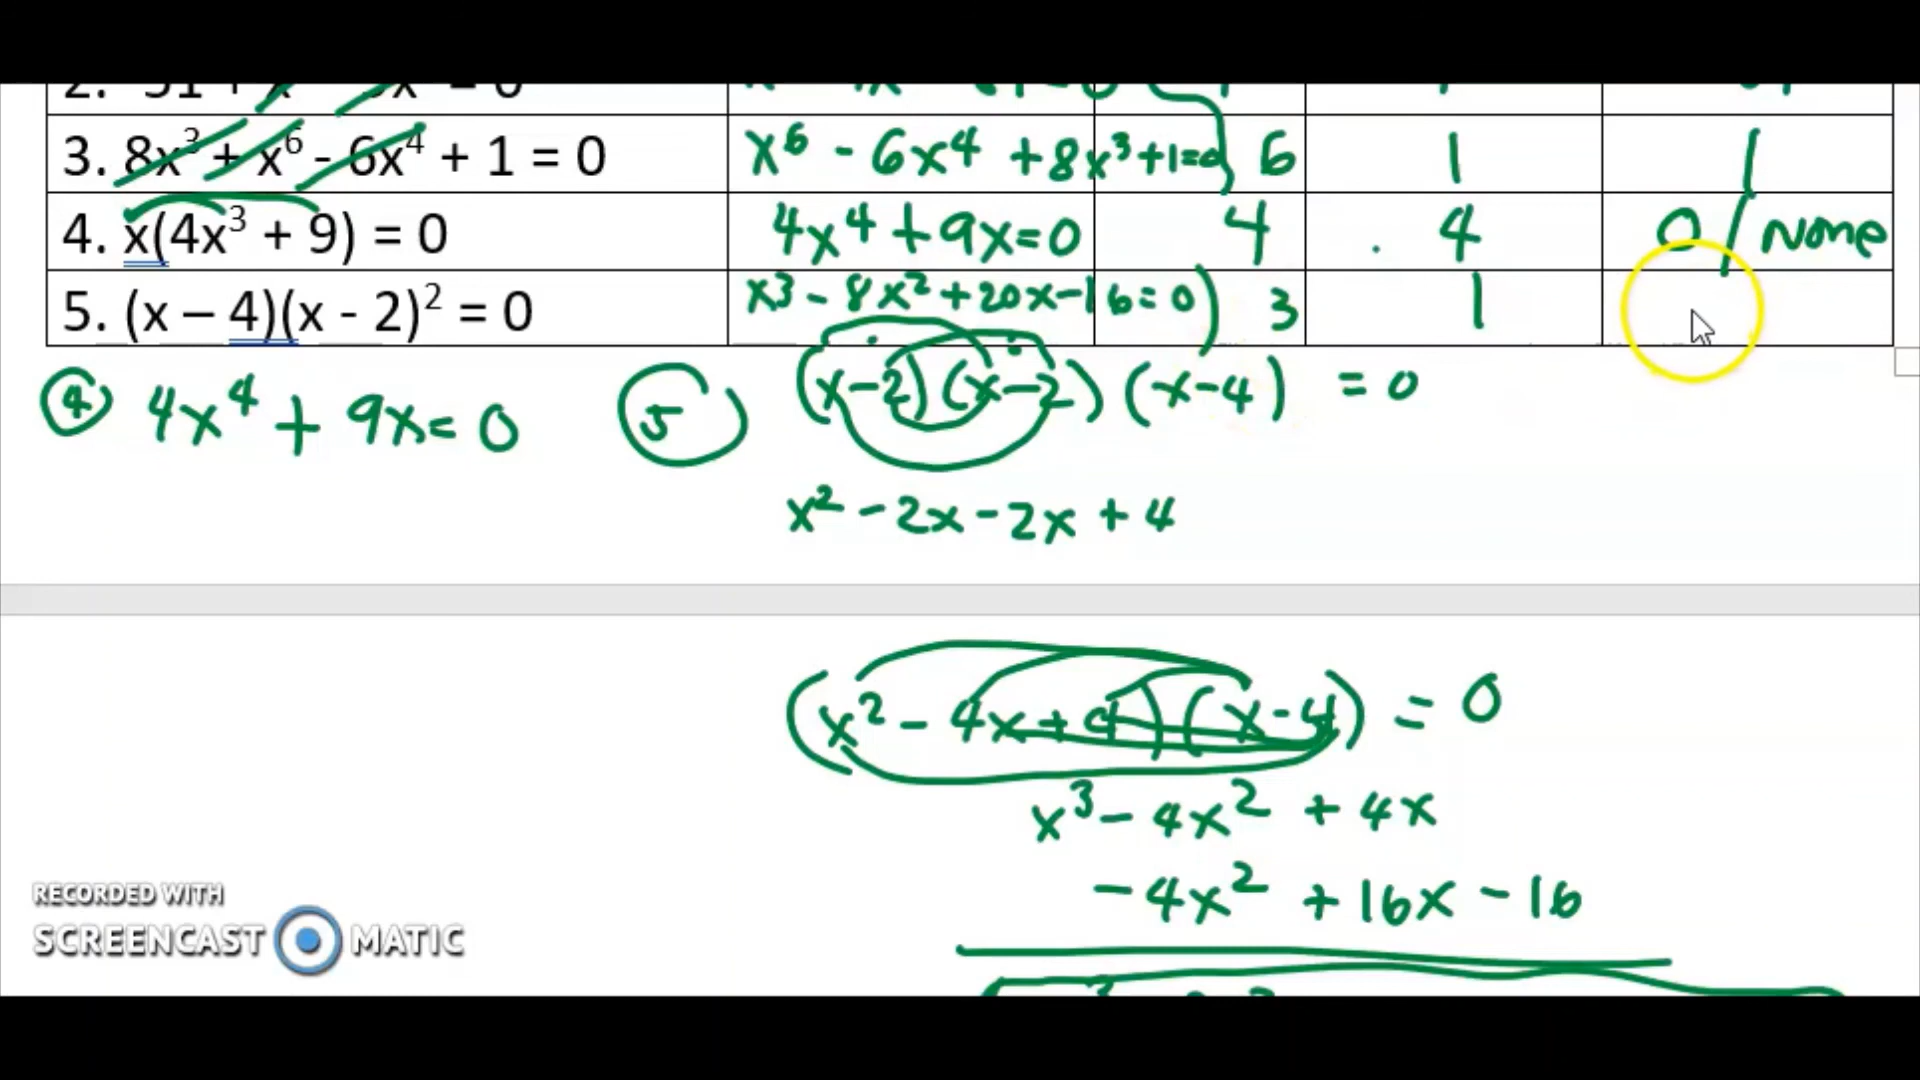 3. 8x³ + x⁶ - 6x⁴ + 1 = 0 x⁶ - 6x⁴ + 8x³+1=0 6 1 1
4. x(4x³ + 9) = 0 4x⁴ + 9x=0 4 . 4 0 / None
5. (x – 4)(x - 2)² = 0 x³ - 8x² + 20x - 16 = 0 3 1
④ 4x⁴ + 9x = 0 ⑤ (x-2)(x-2)(x-4) = 0
x² - 2x - 2x + 4
(x² - 4x + 4)(x-4) = 0
x³ - 4x² + 4x
- 4x² + 16x - 16
RECORDED WITH
SCREENCAST MATIC